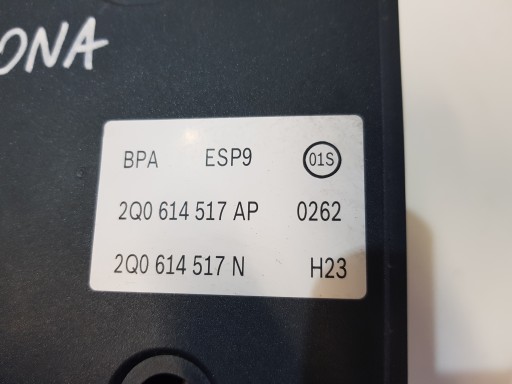 ONA
BPA ESP9 01S
2Q0 614 517 AP 0262
2Q0 614 517 N H23